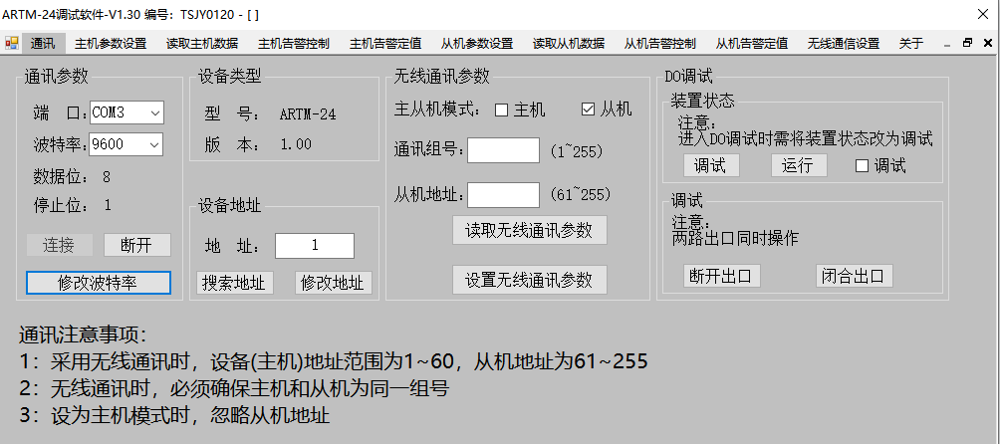 ARTM-24调试软件-V1.30 编号：TSJY0120 - [ ]
通讯 主机参数设置 读取主机数据 主机告警控制 主机告警定值 从机参数设置 读取从机数据 从机告警控制 从机告警定值 无线通信设置 关于
通讯参数
端 口：COM3
波特率：9600
数据位： 8
停止位： 1
连接 断开
修改波特率
设备类型
型 号： ARTM-24
版 本： 1.00
设备地址
地 址： 1
搜索地址 修改地址
无线通讯参数
主从机模式： 主机 从机
通讯组号： (1~255)
从机地址： (61~255)
读取无线通讯参数
设置无线通讯参数
DO调试
装置状态
注意：
进入DO调试时需将装置状态改为调试
调试 运行 调试
调试
注意：
两路出口同时操作
断开出口 闭合出口
通讯注意事项：
1：采用无线通讯时，设备(主机)地址范围为1~60，从机地址为61~255
2：无线通讯时，必须确保主机和从机为同一组号
3：设为主机模式时，忽略从机地址